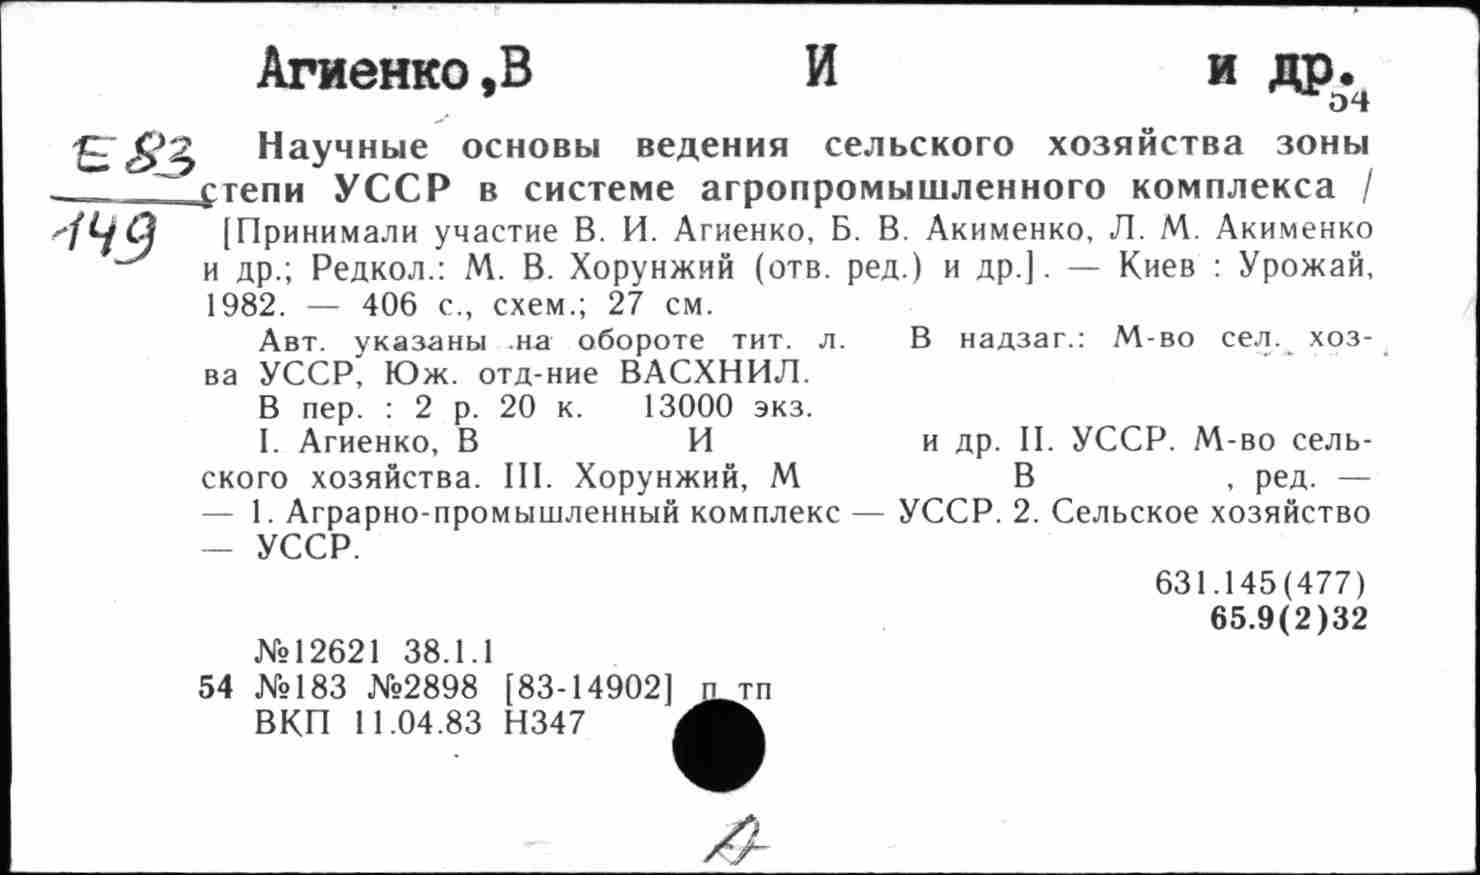 Агиенко,В И и др.
54
Е 83
149
Научные основы ведения сельского хозяйства зоны
степи УССР в системе агропромышленного комплекса /
[Принимали участие В. И. Агиенко, Б. В. Акименко, Л. М. Акименко
и др.; Редкол.: М. В. Хорунжий (отв. ред.) и др.]. — Киев : Урожай,
1982. — 406 с., схем.; 27 см.
Авт. указаны на обороте тит. л. В надзаг.: М-во сел. хоз-
ва УССР, Юж. отд-ние ВАСХНИЛ.
В пер. : 2 р. 20 к. 13000 экз.
I. Агиенко, В И и др. II. УССР. М-во сель-
ского хозяйства. III. Хорунжий, М В , ред. —
— 1. Аграрно-промышленный комплекс — УССР. 2. Сельское хозяйство
— УССР.
631.145(477)
65.9(2)32
№12621 38.1.1
54 №183 №2898 [83-14902] п тп
ВКП 11.04.83 Н347
А